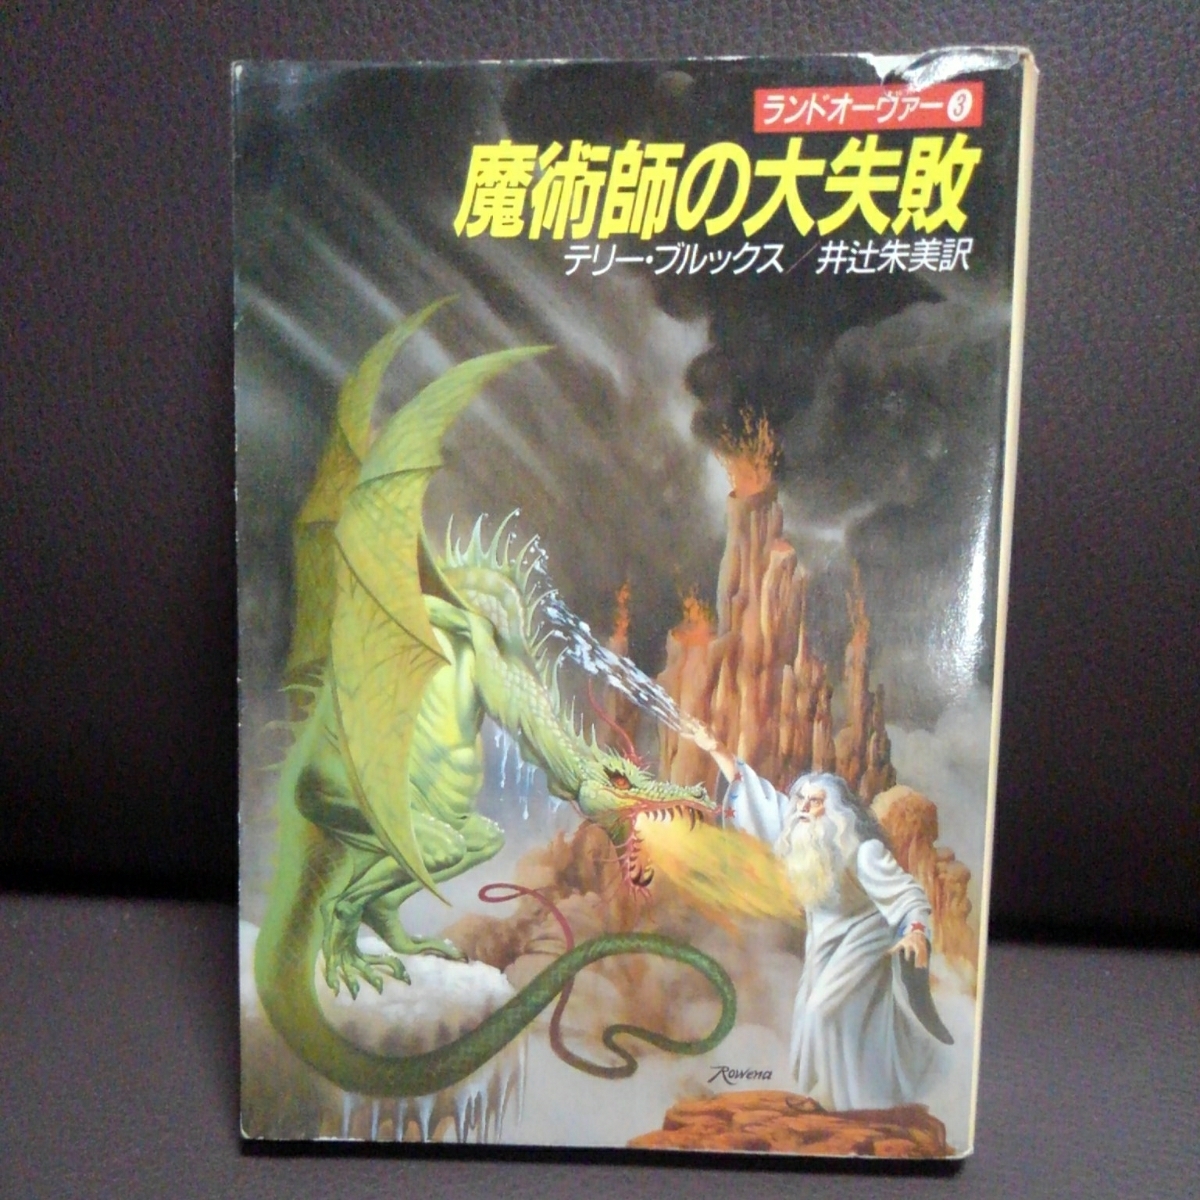 ランドオーヴァー❸
魔術師の大失敗
テリー・ブルックス/井辻朱美訳
Rowena